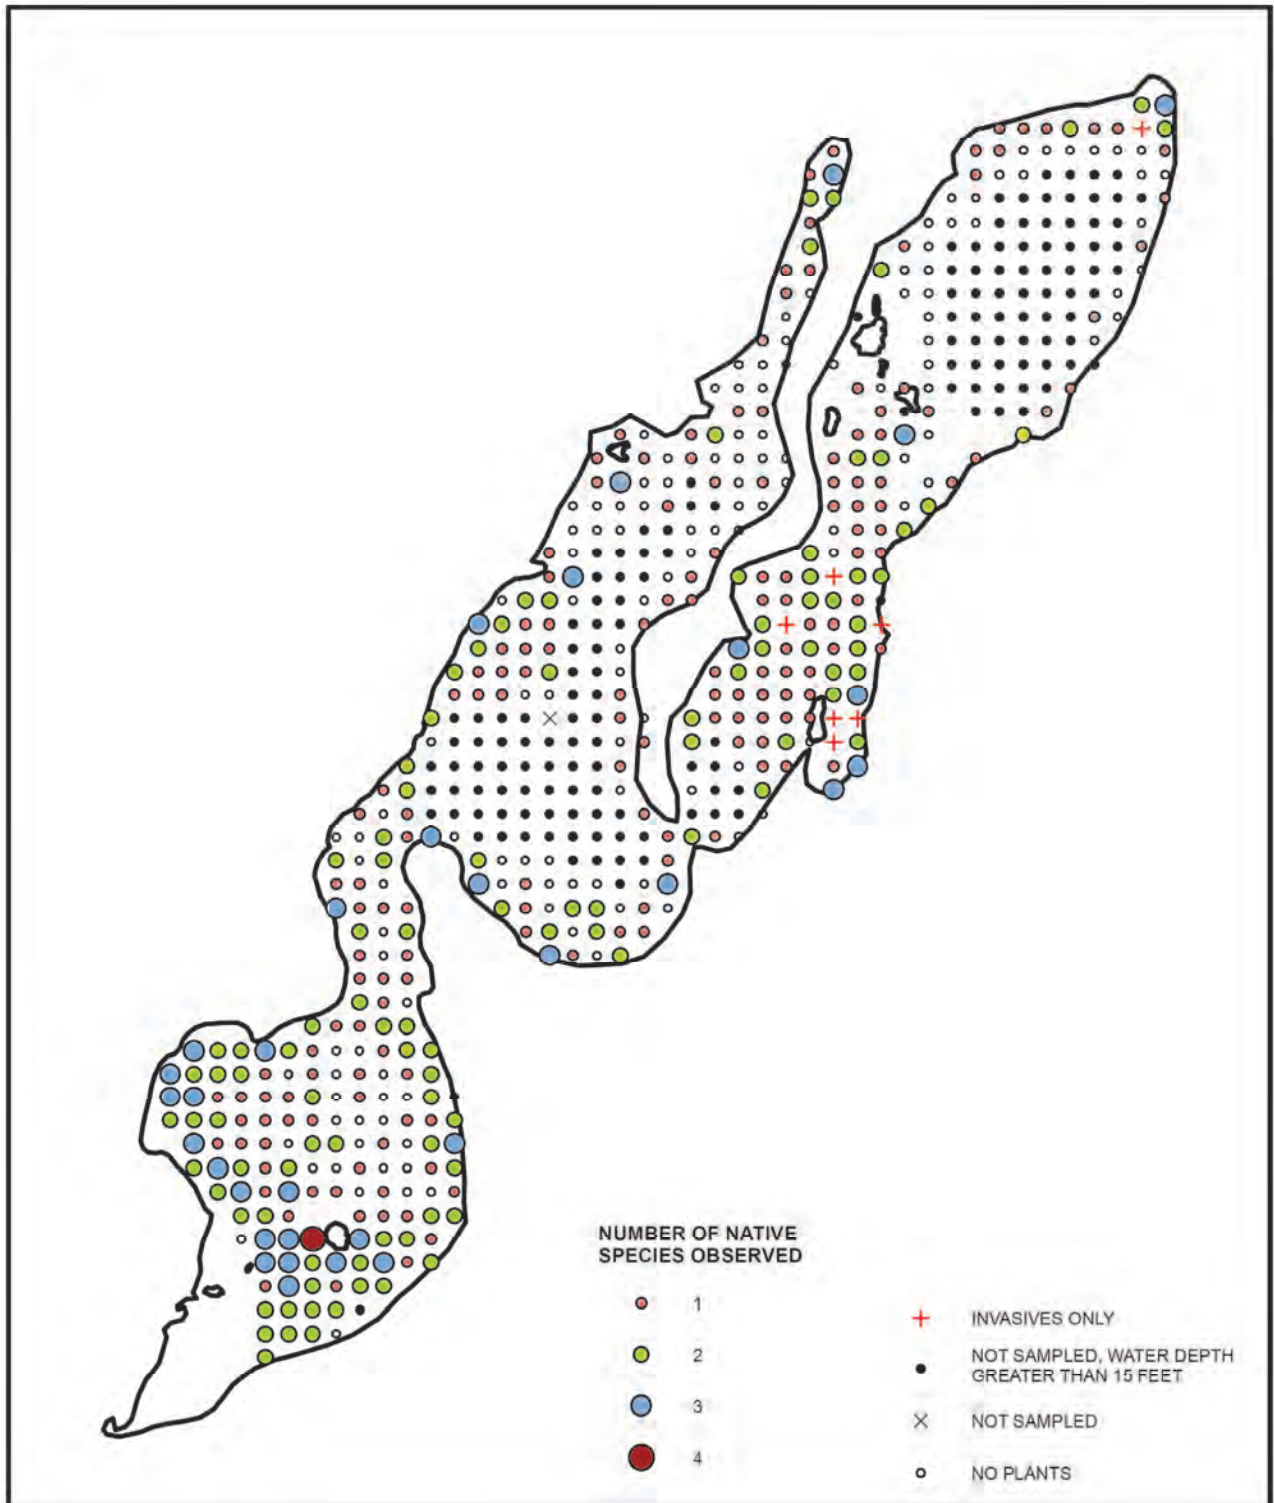 NUMBER OF NATIVE
SPECIES OBSERVED
1
2
3
4
INVASIVES ONLY
NOT SAMPLED, WATER DEPTH
GREATER THAN 15 FEET
NOT SAMPLED
NO PLANTS